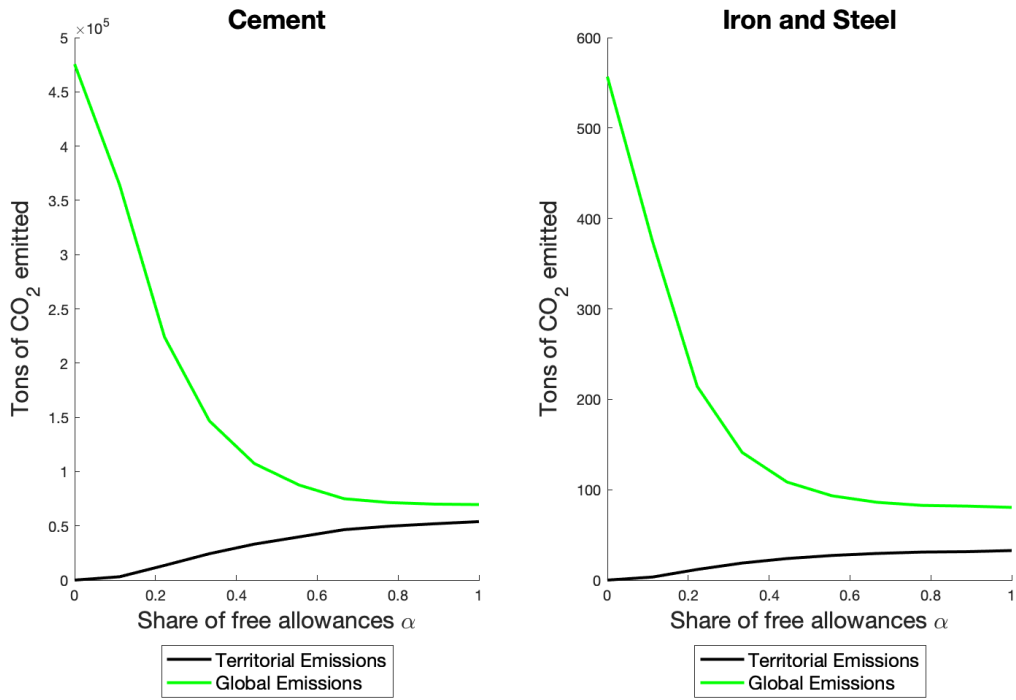 Cement
×10⁵
5
4.5
4
3.5
3
2.5
2
1.5
1
0.5
0
Tons of CO₂ emitted
0 0.2 0.4 0.6 0.8 1
Share of free allowances α
Territorial Emissions
Global Emissions
Iron and Steel
600
500
400
300
200
100
0
Tons of CO₂ emitted
0 0.2 0.4 0.6 0.8 1
Share of free allowances α
Territorial Emissions
Global Emissions